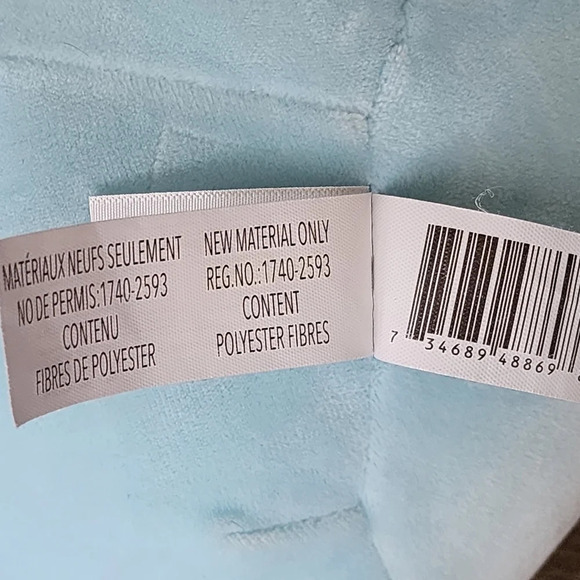 MATÉRIAUX NEUFS SEULEMENT
NO DE PERMIS:1740-2593
CONTENU
FIBRES DE POLYESTER
NEW MATERIAL ONLY
REG.NO.:1740-2593
CONTENT
POLYESTER FIBRES
7 34689 48869